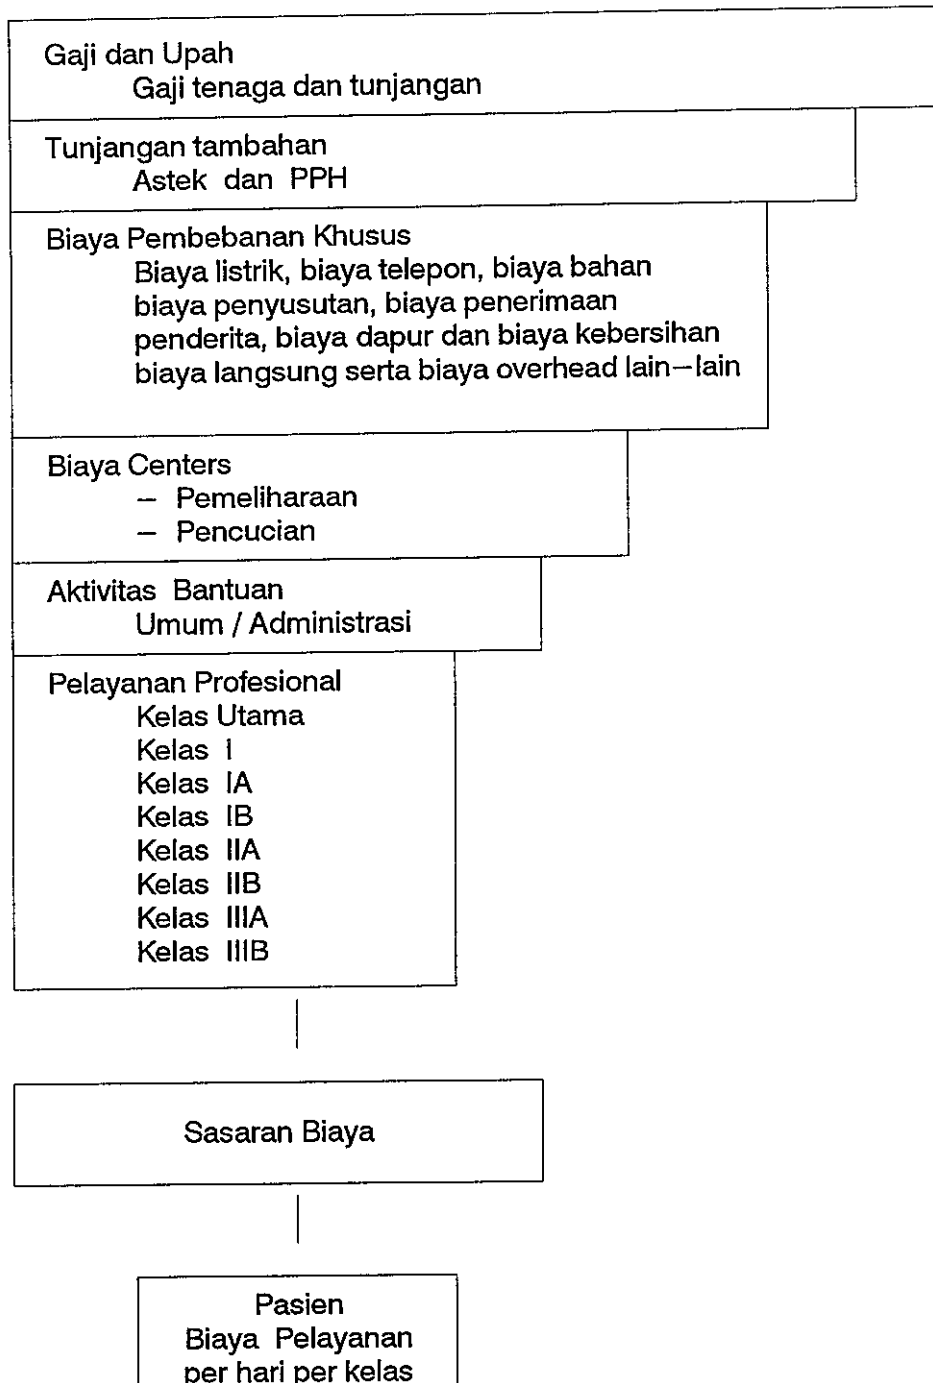 Gaji dan Upah
Gaji tenaga dan tunjangan
Tunjangan tambahan
Astek dan PPH
Biaya Pembebanan Khusus
Biaya listrik, biaya telepon, biaya bahan
biaya penyusutan, biaya penerimaan
penderita, biaya dapur dan biaya kebersihan
biaya langsung serta biaya overhead lain-lain
Biaya Centers
- Pemeliharaan
- Pencucian
Aktivitas Bantuan
Umum / Administrasi
Pelayanan Profesional
Kelas Utama
Kelas I
Kelas IA
Kelas IB
Kelas IIA
Kelas IIB
Kelas IIIA
Kelas IIIB
Sasaran Biaya
Pasien
Biaya Pelayanan
per hari per kelas